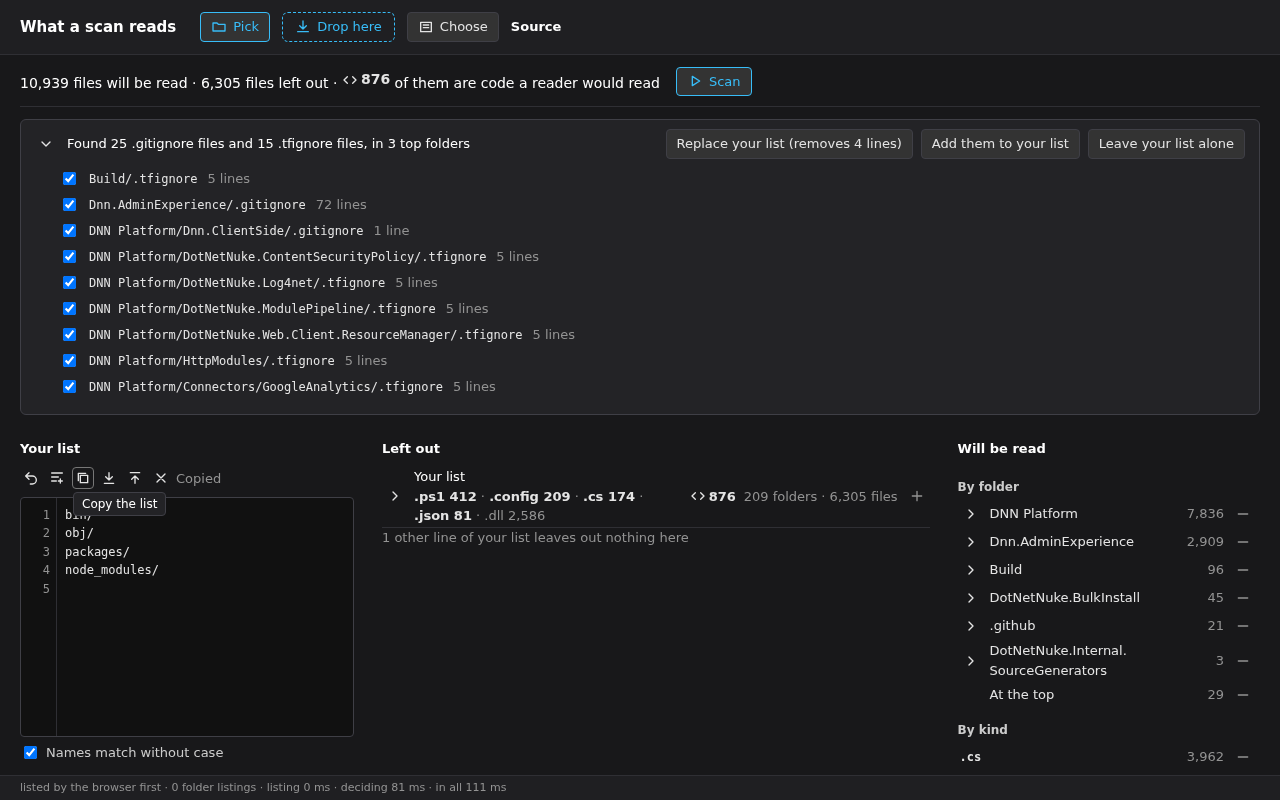 What a scan reads Pick Drop here Choose Source
10,939 files will be read · 6,305 files left out · <> 876 of them are code a reader would read Scan
Found 25 .gitignore files and 15 .tfignore files, in 3 top folders Replace your list (removes 4 lines) Add them to your list Leave your list alone
Build/.tfignore 5 lines
Dnn.AdminExperience/.gitignore 72 lines
DNN Platform/Dnn.ClientSide/.gitignore 1 line
DNN Platform/DotNetNuke.ContentSecurityPolicy/.tfignore 5 lines
DNN Platform/DotNetNuke.Log4net/.tfignore 5 lines
DNN Platform/DotNetNuke.ModulePipeline/.tfignore 5 lines
DNN Platform/DotNetNuke.Web.Client.ResourceManager/.tfignore 5 lines
DNN Platform/HttpModules/.tfignore 5 lines
DNN Platform/Connectors/GoogleAnalytics/.tfignore 5 lines
Your list
Copied
Copy the list
1 bin/
2 obj/
3 packages/
4 node_modules/
5
Names match without case
Left out
Your list
.ps1 412 · .config 209 · .cs 174 ·
.json 81 · .dll 2,586
<> 876 209 folders · 6,305 files
1 other line of your list leaves out nothing here
Will be read
By folder
DNN Platform 7,836
Dnn.AdminExperience 2,909
Build 96
DotNetNuke.BulkInstall 45
.github 21
DotNetNuke.Internal.
SourceGenerators 3
At the top 29
By kind
.cs 3,962
listed by the browser first · 0 folder listings · listing 0 ms · deciding 81 ms · in all 111 ms